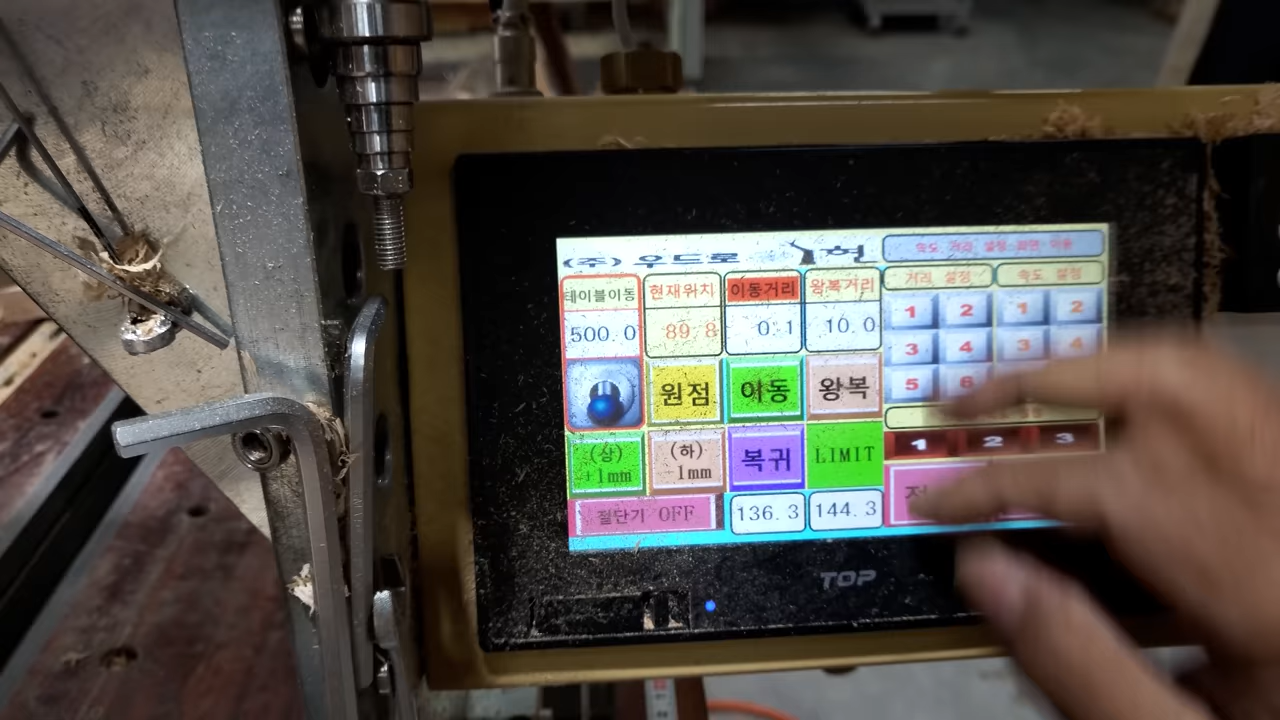 (주) 우드로
속도 거리 설정 화면 이동
테이블이동 현재위치 이동거리 왕복거리 거리 설정 속도 설정
500.0 89.8 0.1 10.0 1 2 1 2
3 4 3 4
원점 이동 왕복 5 6
(상) (하) 복귀 LIMIT 1 2 3
+1mm -1mm
절단기 OFF 136.3 144.3
TOP